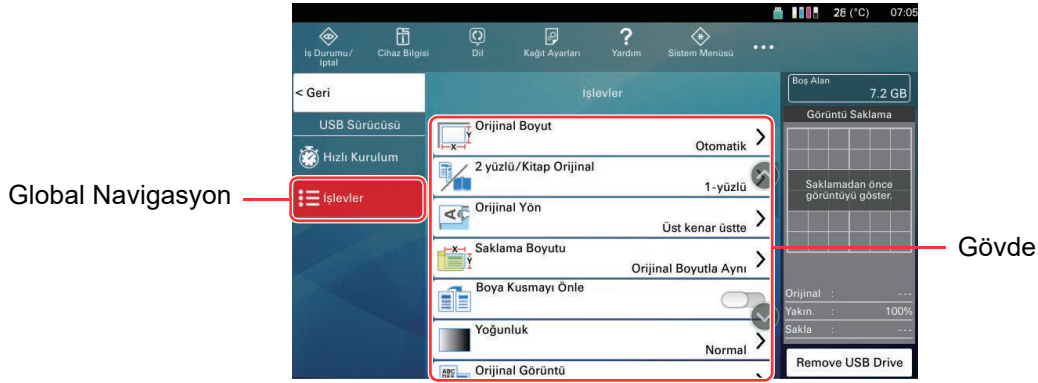 28 (°C) 07:05
İş Durumu/
İptal
Cihaz Bilgisi
Dil
Kağıt Ayarları
Yardım
Sistem Menüsü
< Geri
İşlevler
Boş Alan
7.2 GB
USB Sürücüsü
Hızlı Kurulum
İşlevler
Global Navigasyon
Orijinal Boyut
Otomatik
2 yüzlü/Kitap Orijinal
1-yüzlü
Orijinal Yön
Üst kenar üstte
Saklama Boyutu
Orijinal Boyutla Aynı
Boya Kusmayı Önle
Yoğunluk
Normal
Orijinal Görüntü
Görüntü Saklama
Saklamadan önce
görüntüyü göster.
Gövde
Orijinal : ---
Yakın. : 100%
Sakla : ---
Remove USB Drive